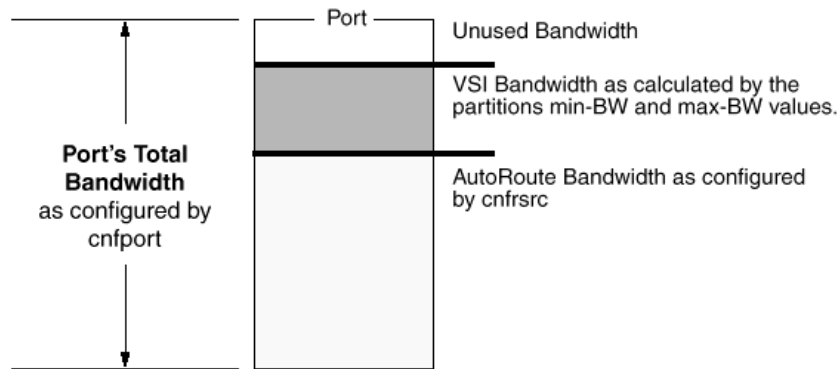 Port
Unused Bandwidth
VSI Bandwidth as calculated by the
partitions min-BW and max-BW values.
Port's Total
Bandwidth
as configured by
cnfport
AutoRoute Bandwidth as configured
by cnfrsrc